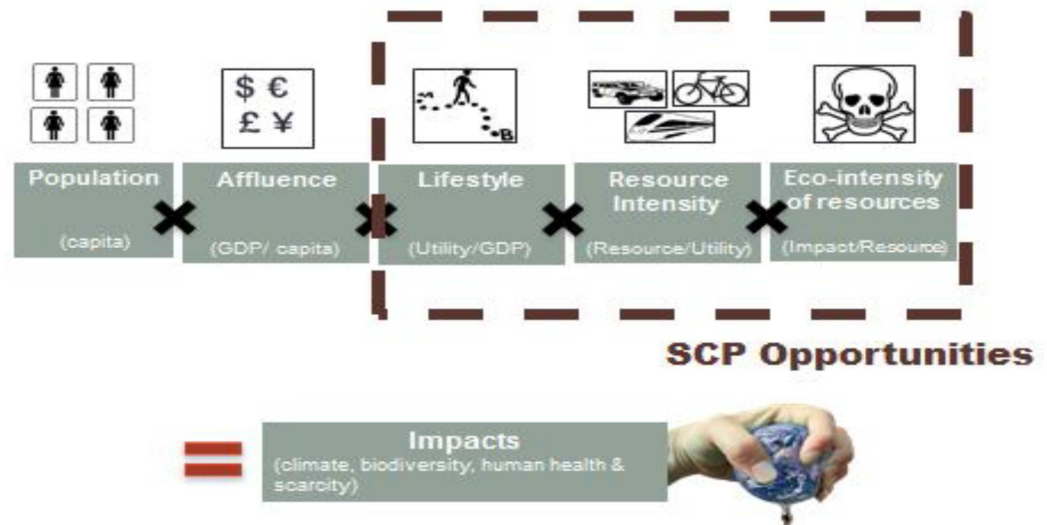 $ €
£ ¥
B
Population
(capita)
Affluence
(GDP/ capita)
Lifestyle
(Utility/GDP)
Resource
Intensity
(Resource/Utility)
Eco-intensity
of resources
(Impact/Resource)
SCP Opportunities
Impacts
(climate, biodiversity, human health &
scarcity)